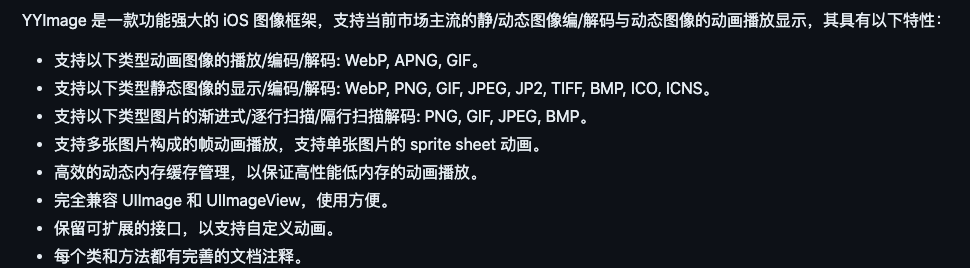 YYImage 是一款功能强大的 iOS 图像框架，支持当前市场主流的静/动态图像编/解码与动态图像的动画播放显示，其具有以下特性：
• 支持以下类型动画图像的播放/编码/解码: WebP, APNG, GIF。
• 支持以下类型静态图像的显示/编码/解码: WebP, PNG, GIF, JPEG, JP2, TIFF, BMP, ICO, ICNS。
• 支持以下类型图片的渐进式/逐行扫描/隔行扫描解码: PNG, GIF, JPEG, BMP。
• 支持多张图片构成的帧动画播放，支持单张图片的 sprite sheet 动画。
• 高效的动态内存缓存管理，以保证高性能低内存的动画播放。
• 完全兼容 UIImage 和 UIImageView，使用方便。
• 保留可扩展的接口，以支持自定义动画。
• 每个类和方法都有完善的文档注释。